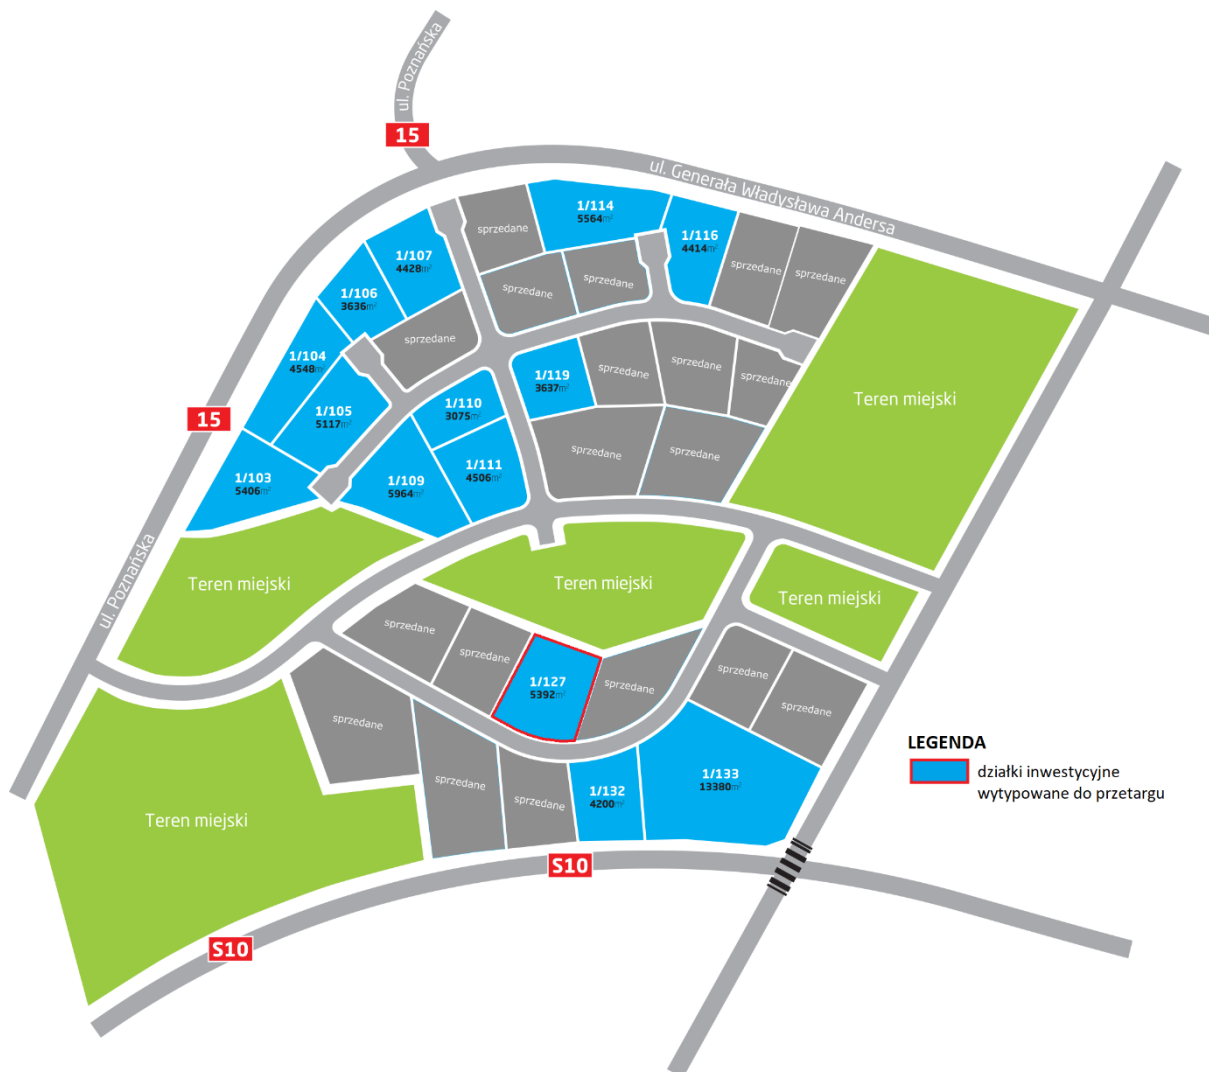 ul. Poznańska
15
ul. Generała Władysława Andersa
1/114
5564m²
sprzedane
1/116
4414m²
1/107
4428m²
sprzedane
sprzedane
sprzedane
sprzedane
1/106
3636m²
sprzedane
1/104
4548m²
sprzedane
sprzedane
sprzedane
1/119
3637m²
Teren miejski
1/105
5117m²
1/110
3075m²
15
sprzedane
sprzedane
1/111
4506m²
1/103
5406m²
1/109
5964m²
ul. Poznańska
Teren miejski
Teren miejski
Teren miejski
sprzedane
sprzedane
1/127
5392m²
sprzedane
sprzedane
sprzedane
sprzedane
LEGENDA
działki inwestycyjne
wytypowane do przetargu
sprzedane
sprzedane
1/132
4200m²
1/133
13380m²
Teren miejski
S10
S10